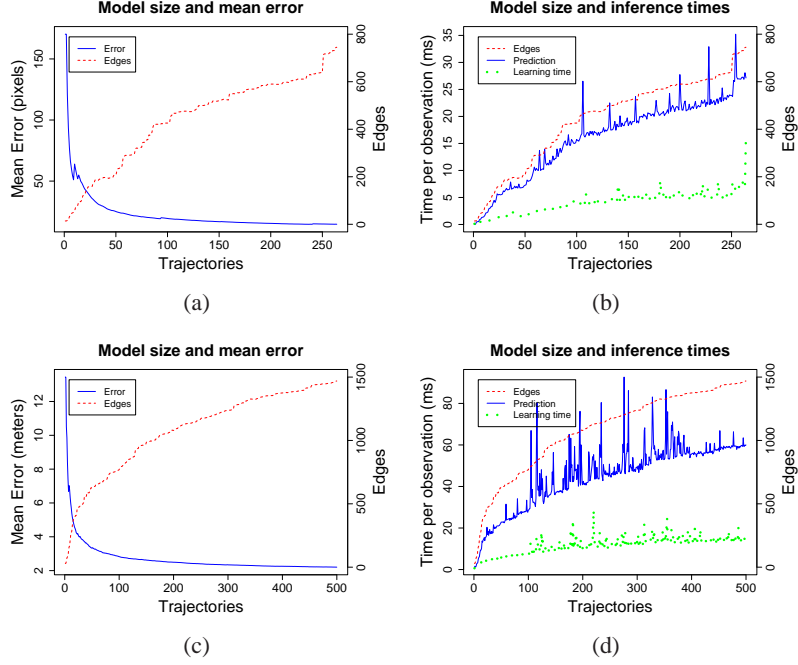 Model size and mean error
Error
Edges
Mean Error (pixels)
50
100
150
0
200
400
600
800
Edges
0
50
100
150
200
250
Trajectories
(a)
Model size and inference times
Edges
Prediction
Learning time
Time per observation (ms)
0
5
10
15
20
25
30
35
0
200
400
600
800
Edges
0
50
100
150
200
250
Trajectories
(b)
Model size and mean error
Error
Edges
Mean Error (meters)
2
4
6
8
10
12
0
500
1000
1500
Edges
0
100
200
300
400
500
Trajectories
(c)
Model size and inference times
Edges
Prediction
Learning time
Time per observation (ms)
0
20
40
60
80
0
500
1000
1500
Edges
0
100
200
300
400
500
Trajectories
(d)